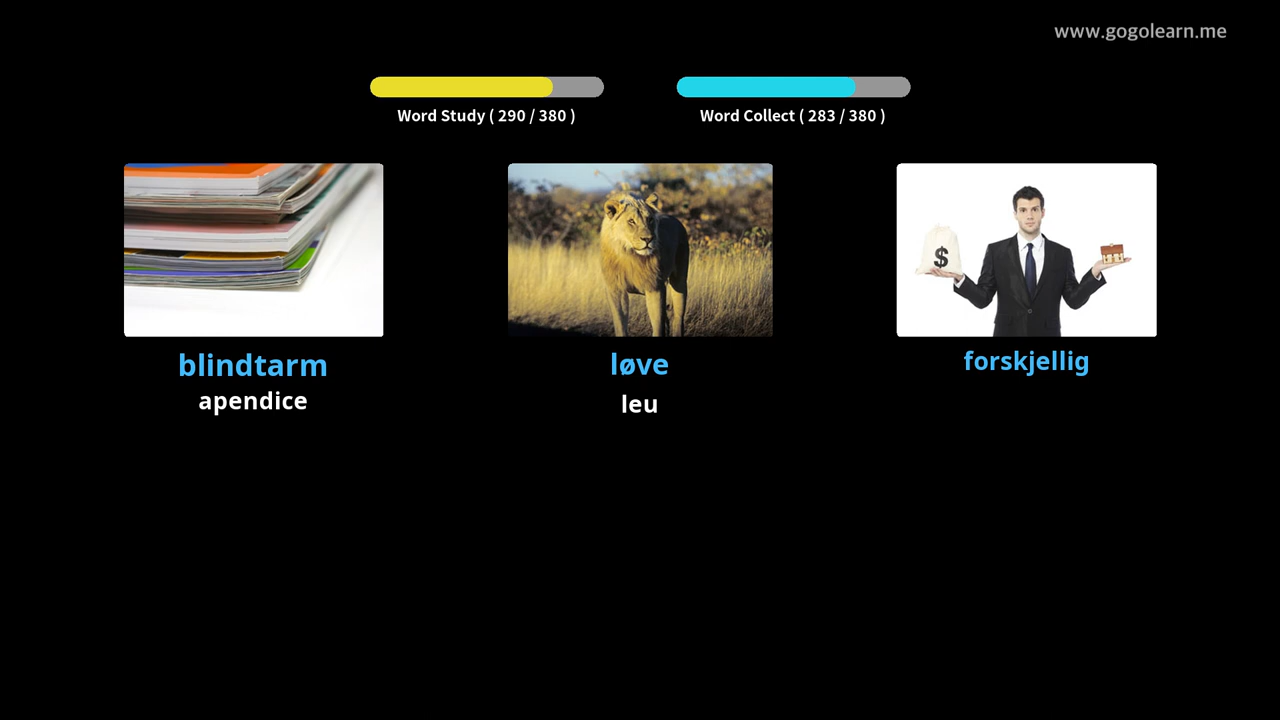 www.gogolearn.me
Word Study ( 290 / 380 )
Word Collect ( 283 / 380 )
blindtarm
apendice
løve
leu
forskjellig
$